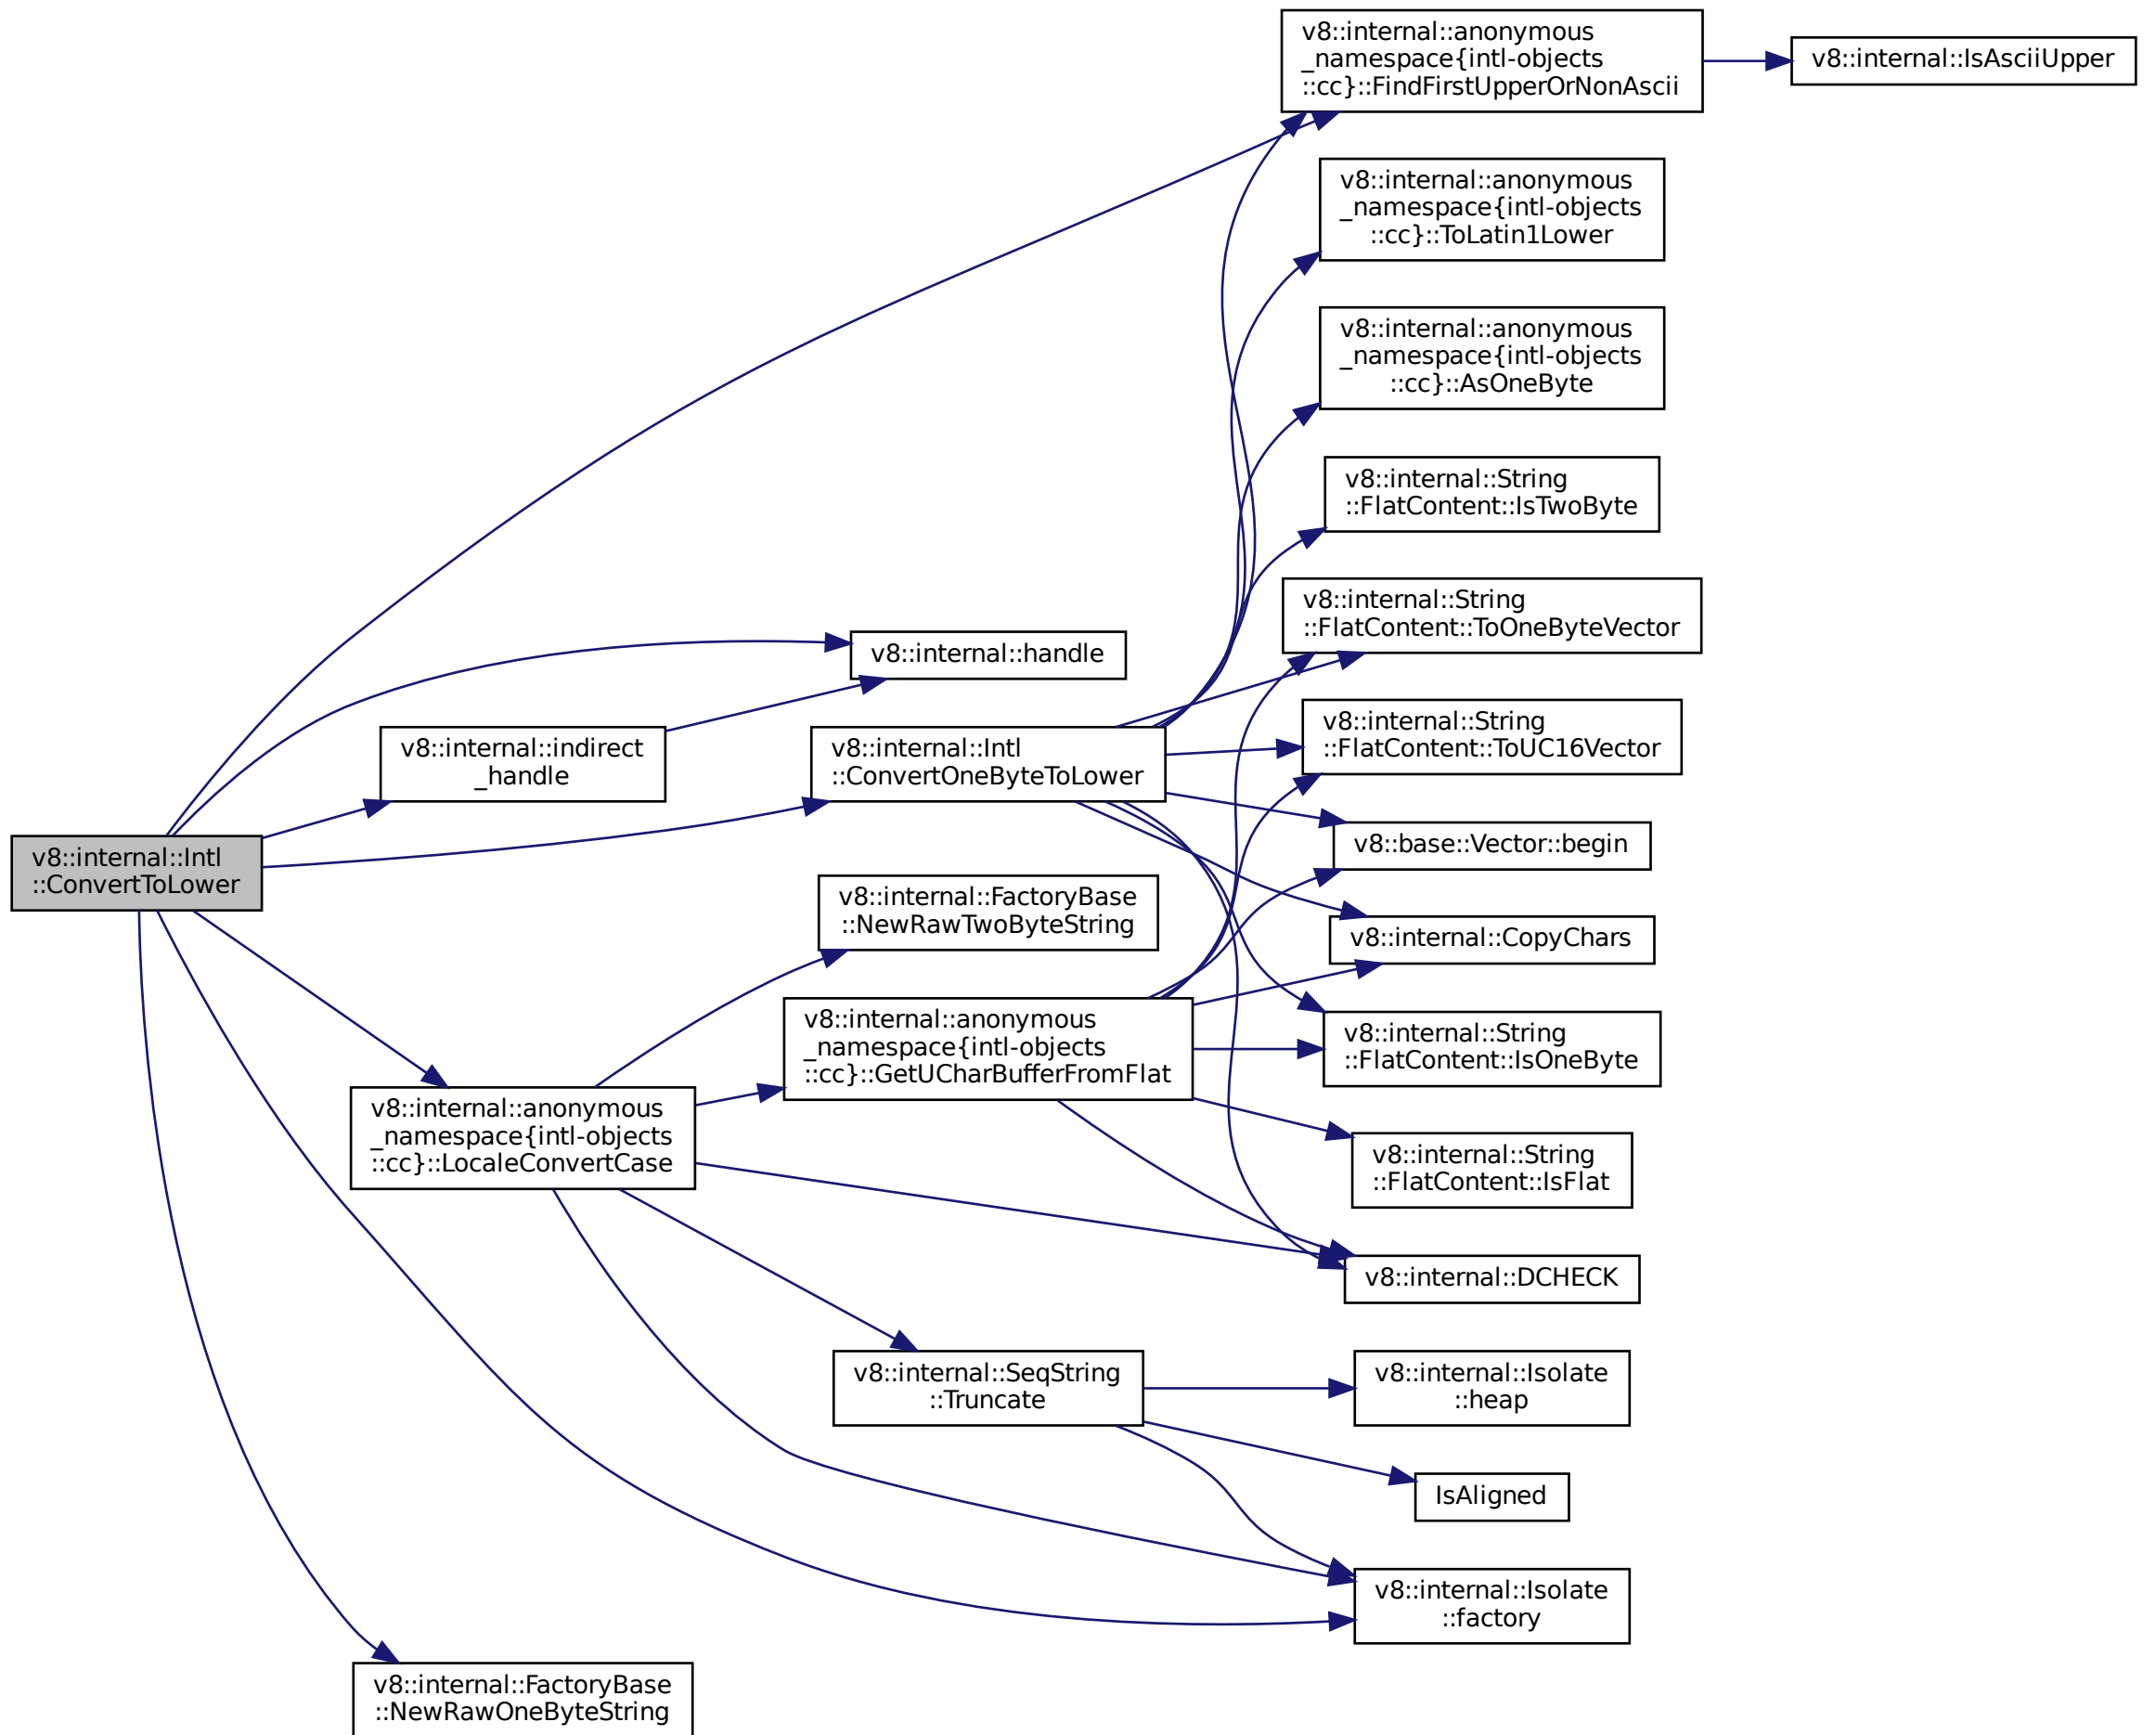 v8::internal::Intl
::ConvertToLower
v8::internal::anonymous
_namespace{intl-objects
::cc}::FindFirstUpperOrNonAscii
v8::internal::IsAsciiUpper
v8::internal::anonymous
_namespace{intl-objects
::cc}::ToLatin1Lower
v8::internal::anonymous
_namespace{intl-objects
::cc}::AsOneByte
v8::internal::String
::FlatContent::IsTwoByte
v8::internal::String
::FlatContent::ToOneByteVector
v8::internal::handle
v8::internal::indirect
_handle
v8::internal::Intl
::ConvertOneByteToLower
v8::internal::String
::FlatContent::ToUC16Vector
v8::base::Vector::begin
v8::internal::FactoryBase
::NewRawTwoByteString
v8::internal::CopyChars
v8::internal::anonymous
_namespace{intl-objects
::cc}::GetUCharBufferFromFlat
v8::internal::String
::FlatContent::IsOneByte
v8::internal::anonymous
_namespace{intl-objects
::cc}::LocaleConvertCase
v8::internal::String
::FlatContent::IsFlat
v8::internal::DCHECK
v8::internal::SeqString
::Truncate
v8::internal::Isolate
::heap
IsAligned
v8::internal::Isolate
::factory
v8::internal::FactoryBase
::NewRawOneByteString